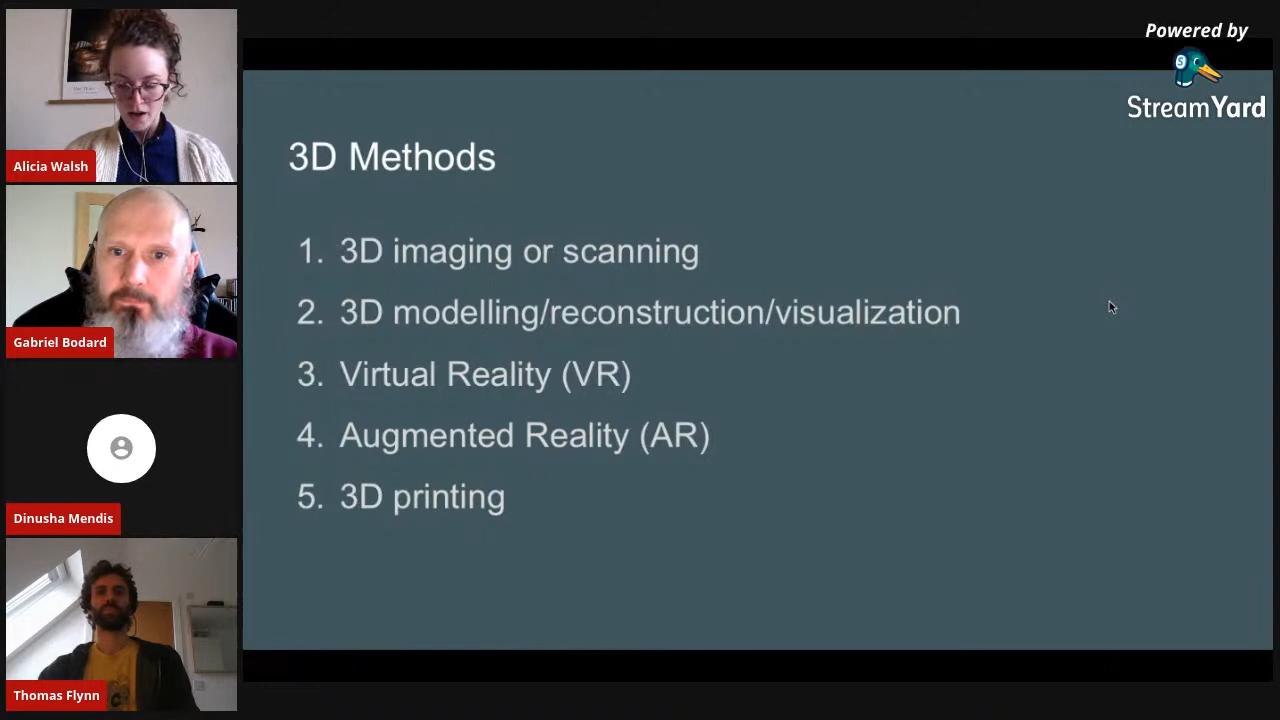 Powered by
StreamYard
3D Methods
1. 3D imaging or scanning
2. 3D modelling/reconstruction/visualization
3. Virtual Reality (VR)
4. Augmented Reality (AR)
5. 3D printing
Alicia Walsh
Gabriel Bodard
Dinusha Mendis
Thomas Flynn